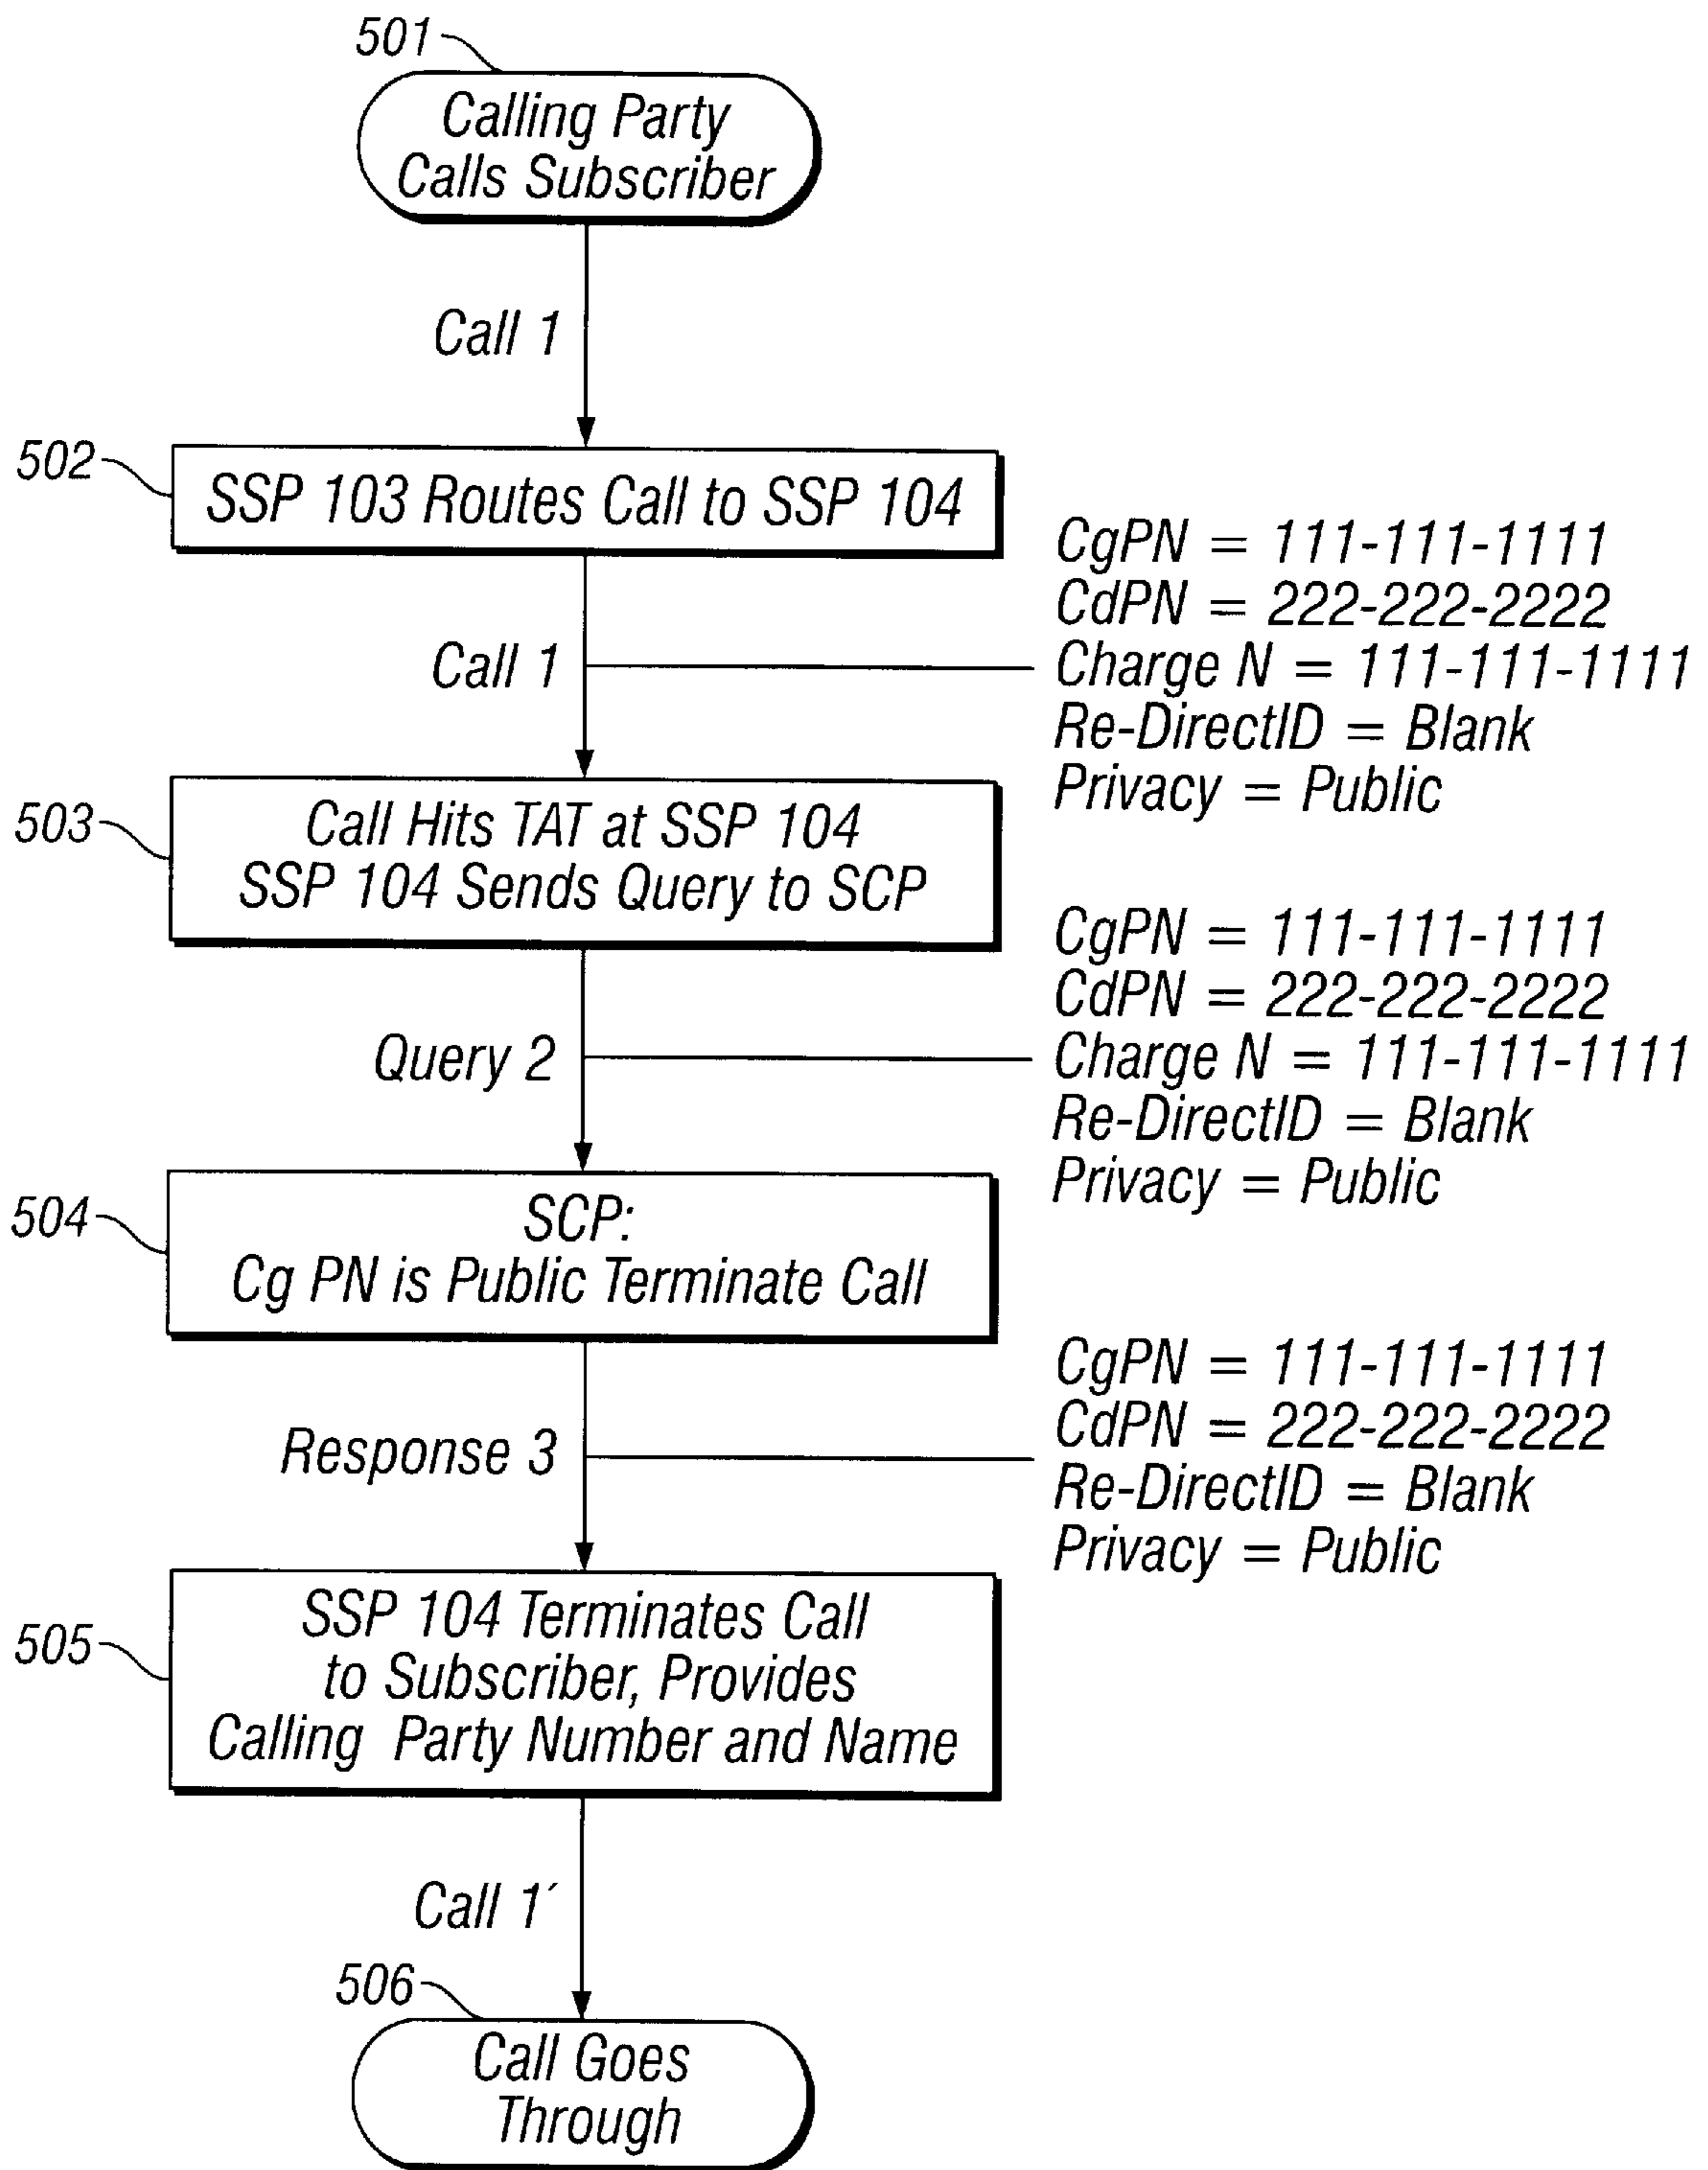 501
Calling Party
Calls Subscriber
Call 1
502
SSP 103 Routes Call to SSP 104
Call 1
CgPN = 111-111-1111
CdPN = 222-222-2222
Charge N = 111-111-1111
Re-DirectID = Blank
Privacy = Public
503
Call Hits TAT at SSP 104
SSP 104 Sends Query to SCP
Query 2
CgPN = 111-111-1111
CdPN = 222-222-2222
Charge N = 111-111-1111
Re-DirectID = Blank
Privacy = Public
504
SCP:
Cg PN is Public Terminate Call
Response 3
CgPN = 111-111-1111
CdPN = 222-222-2222
Re-DirectID = Blank
Privacy = Public
505
SSP 104 Terminates Call
to Subscriber, Provides
Calling Party Number and Name
Call 1´
506
Call Goes
Through